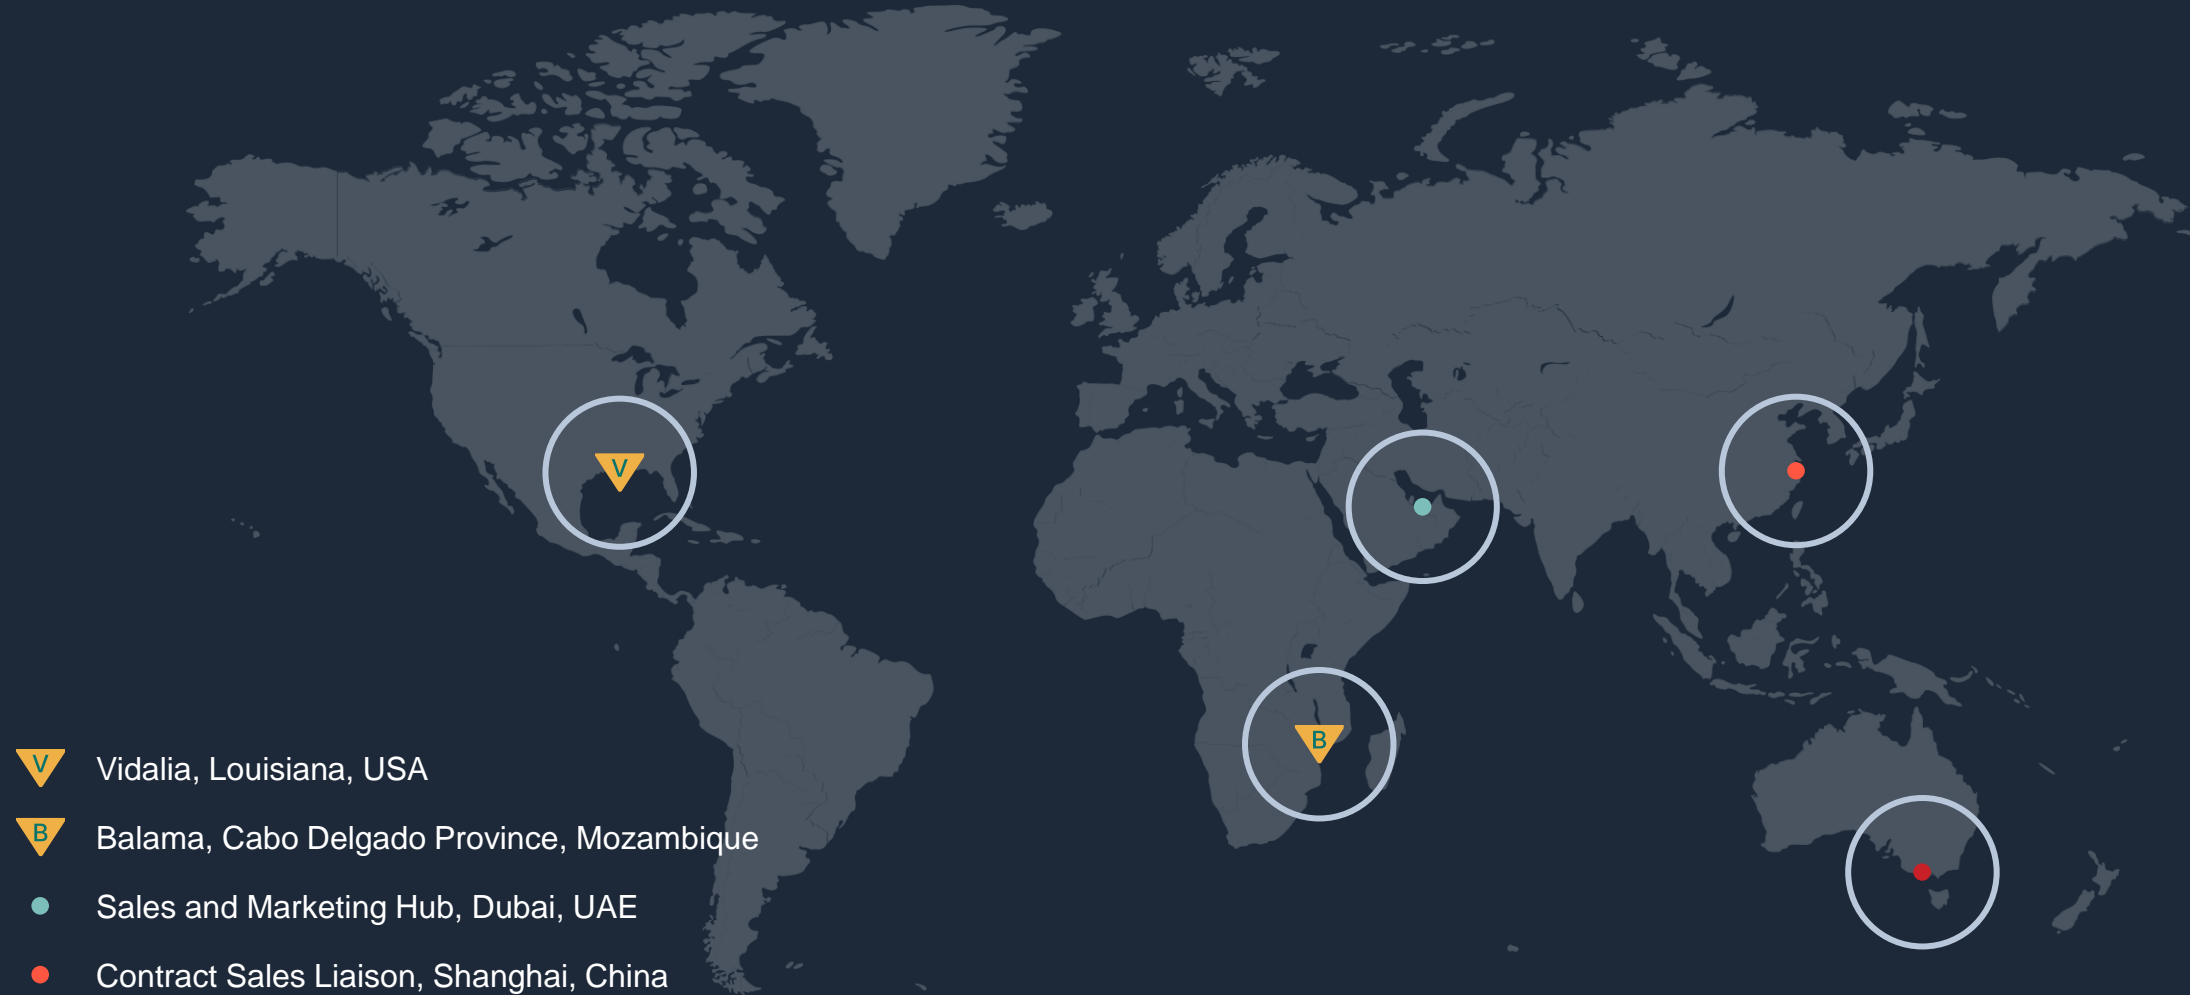 V
B
V Vidalia, Louisiana, USA
B Balama, Cabo Delgado Province, Mozambique
Sales and Marketing Hub, Dubai, UAE
Contract Sales Liaison, Shanghai, China